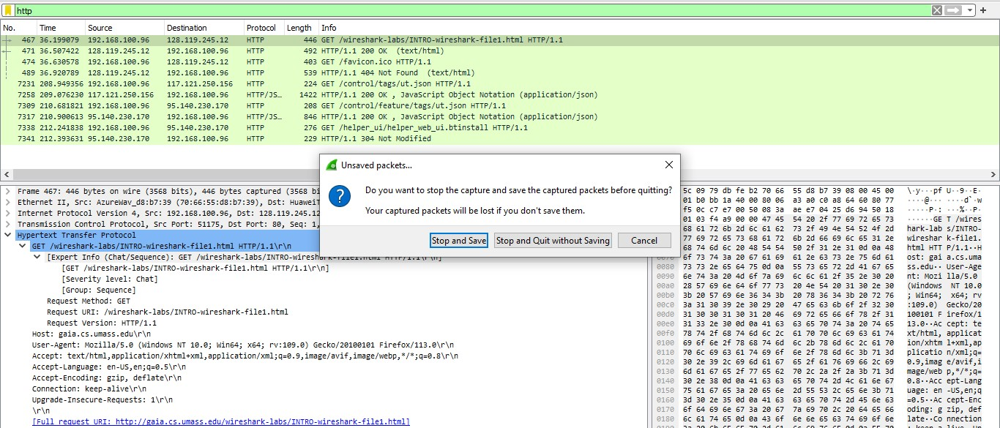 http
No. Time Source Destination Protocol Length Info
467 36.199079 192.168.100.96 128.119.245.12 HTTP 446 GET /wireshark-labs/INTRO-wireshark-file1.html HTTP/1.1
471 36.507422 128.119.245.12 192.168.100.96 HTTP 492 HTTP/1.1 200 OK (text/html)
474 36.630578 192.168.100.96 128.119.245.12 HTTP 403 GET /favicon.ico HTTP/1.1
489 36.920789 128.119.245.12 192.168.100.96 HTTP 539 HTTP/1.1 404 Not Found (text/html)
7231 208.949356 192.168.100.96 117.121.250.156 HTTP 224 GET /control/tags/ut.json HTTP/1.1
7258 209.076230 117.121.250.156 192.168.100.96 HTTP/JS… 1422 HTTP/1.1 200 OK , JavaScript Object Notation (application/json)
7309 210.681821 192.168.100.96 95.140.230.170 HTTP 208 GET /control/feature/tags/ut.json HTTP/1.1
7317 210.900613 95.140.230.170 192.168.100.96 HTTP/JS… 846 HTTP/1.1 200 OK , JavaScript Object Notation (application/json)
7338 212.241838 192.168.100.96 95.140.230.170 HTTP 276 GET /helper_ui/helper_web_ui.btinstall HTTP/1.1
7341 212.393631 95.140.230.170 192.168.100.96 HTTP 229 HTTP/1.1 304 Not Modified
Unsaved packets...
Do you want to stop the capture and save the captured packets before quitting?
Your captured packets will be lost if you don't save them.
Stop and Save Stop and Quit without Saving Cancel
Frame 467: 446 bytes on wire (3568 bits), 446 bytes captured (3568 bit
Ethernet II, Src: AzureWav_d8:b7:39 (70:66:55:d8:b7:39), Dst: HuaweiT
Internet Protocol Version 4, Src: 192.168.100.96, Dst: 128.119.245.12
Transmission Control Protocol, Src Port: 51175, Dst Port: 80, Seq: 1,
Hypertext Transfer Protocol
GET /wireshark-labs/INTRO-wireshark-file1.html HTTP/1.1\r\n
[Expert Info (Chat/Sequence): GET /wireshark-labs/INTRO-wireshark-file1.html HTTP/1.1\r\n]
[GET /wireshark-labs/INTRO-wireshark-file1.html HTTP/1.1\r\n]
[Severity level: Chat]
[Group: Sequence]
Request Method: GET
Request URI: /wireshark-labs/INTRO-wireshark-file1.html
Request Version: HTTP/1.1
Host: gaia.cs.umass.edu\r\n
User-Agent: Mozilla/5.0 (Windows NT 10.0; Win64; x64; rv:109.0) Gecko/20100101 Firefox/113.0\r\n
Accept: text/html,application/xhtml+xml,application/xml;q=0.9,image/avif,image/webp,*/*;q=0.8\r\n
Accept-Language: en-US,en;q=0.5\r\n
Accept-Encoding: gzip, deflate\r\n
Connection: keep-alive\r\n
Upgrade-Insecure-Requests: 1\r\n
\r\n
[Full request URI: http://gaia.cs.umass.edu/wireshark-labs/INTRO-wireshark-file1.html]
5c 09 79 db fe b2 70 66 55 d8 b7 39 08 00 45 00 \·y···pf U··9··E·
01 b0 bb 1a 40 00 80 06 a3 a0 c0 a8 64 60 80 77 ····@··· ····d`·w
f5 0c c7 e7 00 50 08 3a ae e7 04 25 d6 94 50 18 ·····P·: ···%··P·
01 03 f4 a9 00 00 47 45 54 20 2f 77 69 72 65 73 ······GE T /wires
68 61 72 6b 2d 6c 61 62 73 2f 49 4e 54 52 4f 2d hark-lab s/INTRO-
77 69 72 65 73 68 61 72 6b 2d 66 69 6c 65 31 2e wireshar k-file1.
68 74 6d 6c 20 48 54 54 50 2f 31 2e 31 0d 0a 48 html HTT P/1.1··H
0070 6f 73 74 3a 20 67 61 69 61 2e 63 73 2e 75 6d 61 ost: gai a.cs.uma
0080 73 73 2e 65 64 75 0d 0a 55 73 65 72 2d 41 67 65 ss.edu·· User-Age
0090 6e 74 3a 20 4d 6f 7a 69 6c 6c 61 2f 35 2e 30 20 nt: Mozi lla/5.0
00a0 28 57 69 6e 64 6f 77 73 20 4e 54 20 31 30 2e 30 (Windows NT 10.0
00b0 3b 20 57 69 6e 36 34 3b 20 78 36 34 3b 20 72 76 ; Win64; x64; rv
00c0 3a 31 30 39 2e 30 29 20 47 65 63 6b 6f 2f 32 30 :109.0) Gecko/20
00d0 31 30 30 31 30 31 20 46 69 72 65 66 6f 78 2f 31 100101 F irefox/1
00e0 31 33 2e 30 0d 0a 41 63 63 65 70 74 3a 20 74 65 13.0··Ac cept: te
00f0 78 74 2f 68 74 6d 6c 2c 61 70 70 6c 69 63 61 74 xt/html, applicat
0100 69 6f 6e 2f 78 68 74 6d 6c 2b 78 6d 6c 2c 61 70 ion/xhtm l+xml,ap
0110 70 6c 69 63 61 74 69 6f 6e 2f 78 6d 6c 3b 71 3d plicatio n/xml;q=
0120 30 2e 39 2c 69 6d 61 67 65 2f 61 76 69 66 2c 69 0.9,imag e/avif,i
0130 6d 61 67 65 2f 77 65 62 70 2c 2a 2f 2a 3b 71 3d mage/web p,*/*;q=
0140 30 2e 38 0d 0a 41 63 63 65 70 74 2d 4c 61 6e 67 0.8··Acc ept-Lang
0150 75 61 67 65 3a 20 65 6e 2d 55 53 2c 65 6e 3b 71 uage: en -US,en;q
0160 3d 30 2e 35 0d 0a 41 63 63 65 70 74 2d 45 6e 63 =0.5··Ac cept-Enc
0170 6f 64 69 6e 67 3a 20 67 7a 69 70 2c 20 64 65 66 oding: g zip, def
0180 6c 61 74 65 0d 0a 43 6f 6e 6e 65 63 74 69 6f 6e late··Co nnection